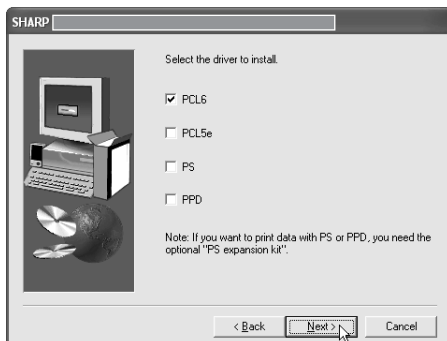 SHARP
Select the driver to install.
PCL6
PCL5e
PS
PPD
Note: If you want to print data with PS or PPD, you need the
optional "PS expansion kit".
< Back
Next >
Cancel